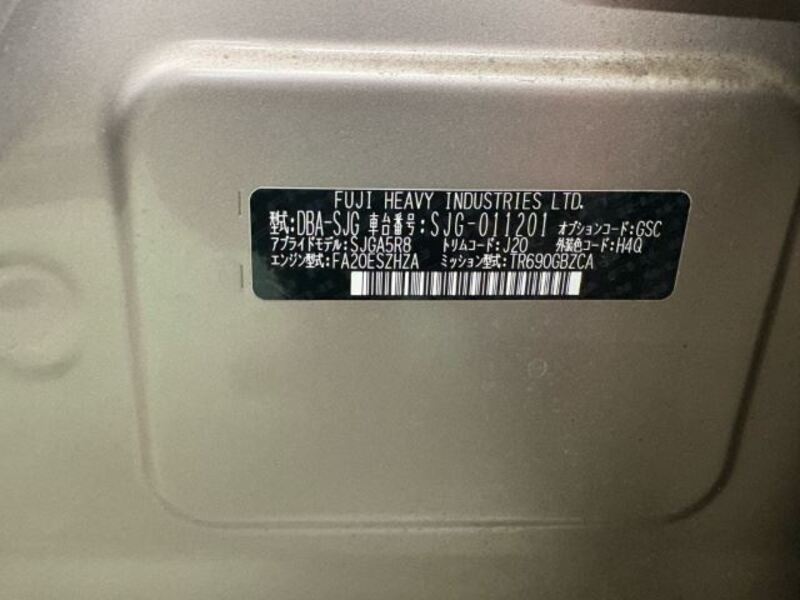 FUJI HEAVY INDUSTRIES LTD.
型式:DBA-SJG 車台番号:SJG-011201 オプションコード:GSC
アプライドモデル:SJGA5R8 トリムコード:J20 外装色コード:H4Q
エンジン型式:FA20ESZHZA ミッション型式:TR690GBZCA